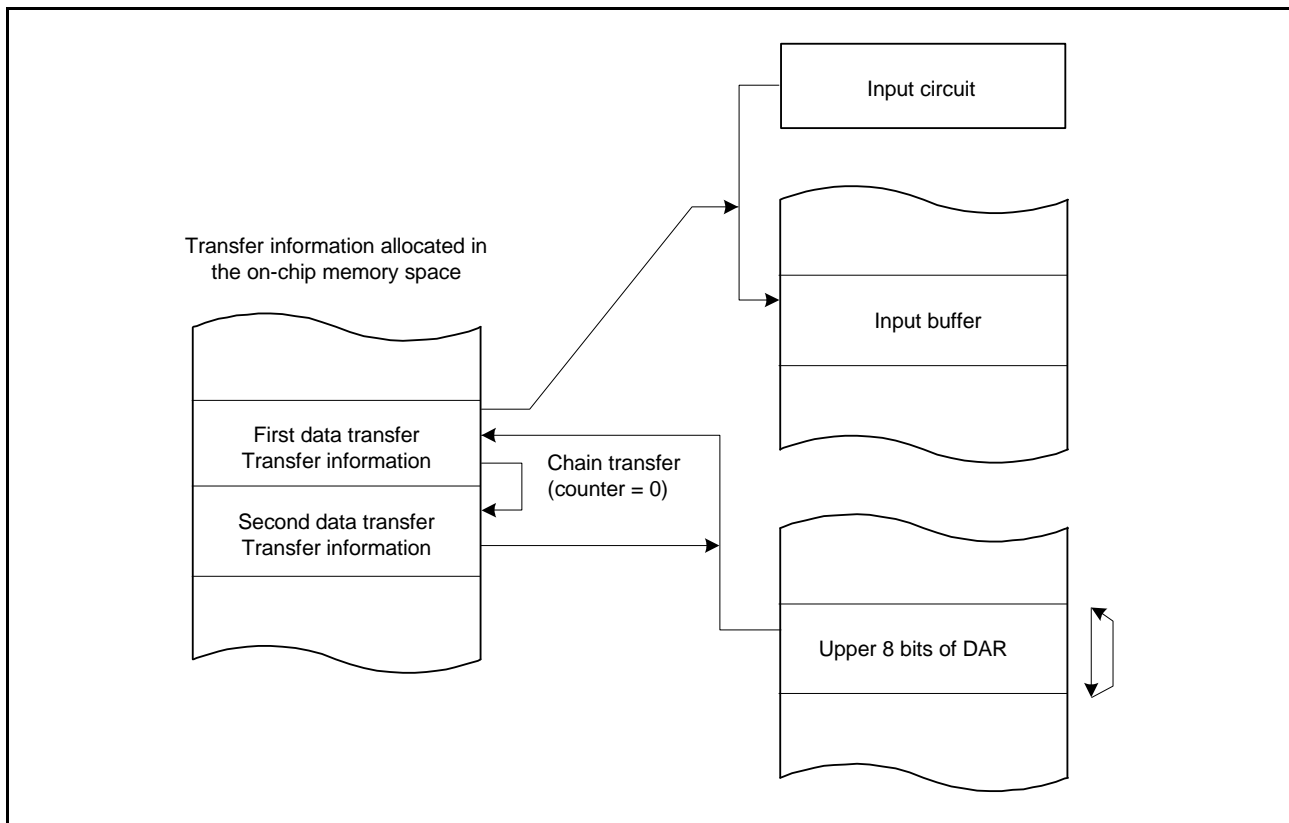 Input circuit
Transfer information allocated in
the on-chip memory space
Input buffer
First data transfer
Transfer information
Chain transfer
(counter = 0)
Second data transfer
Transfer information
Upper 8 bits of DAR